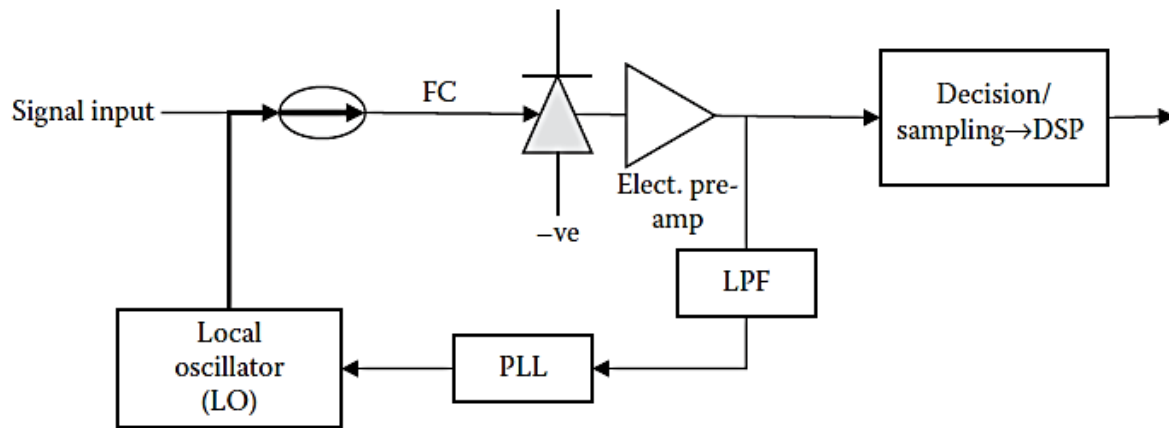 Signal input
FC
–ve
Elect. pre-
amp
Decision/
sampling→DSP
LPF
PLL
Local
oscillator
(LO)